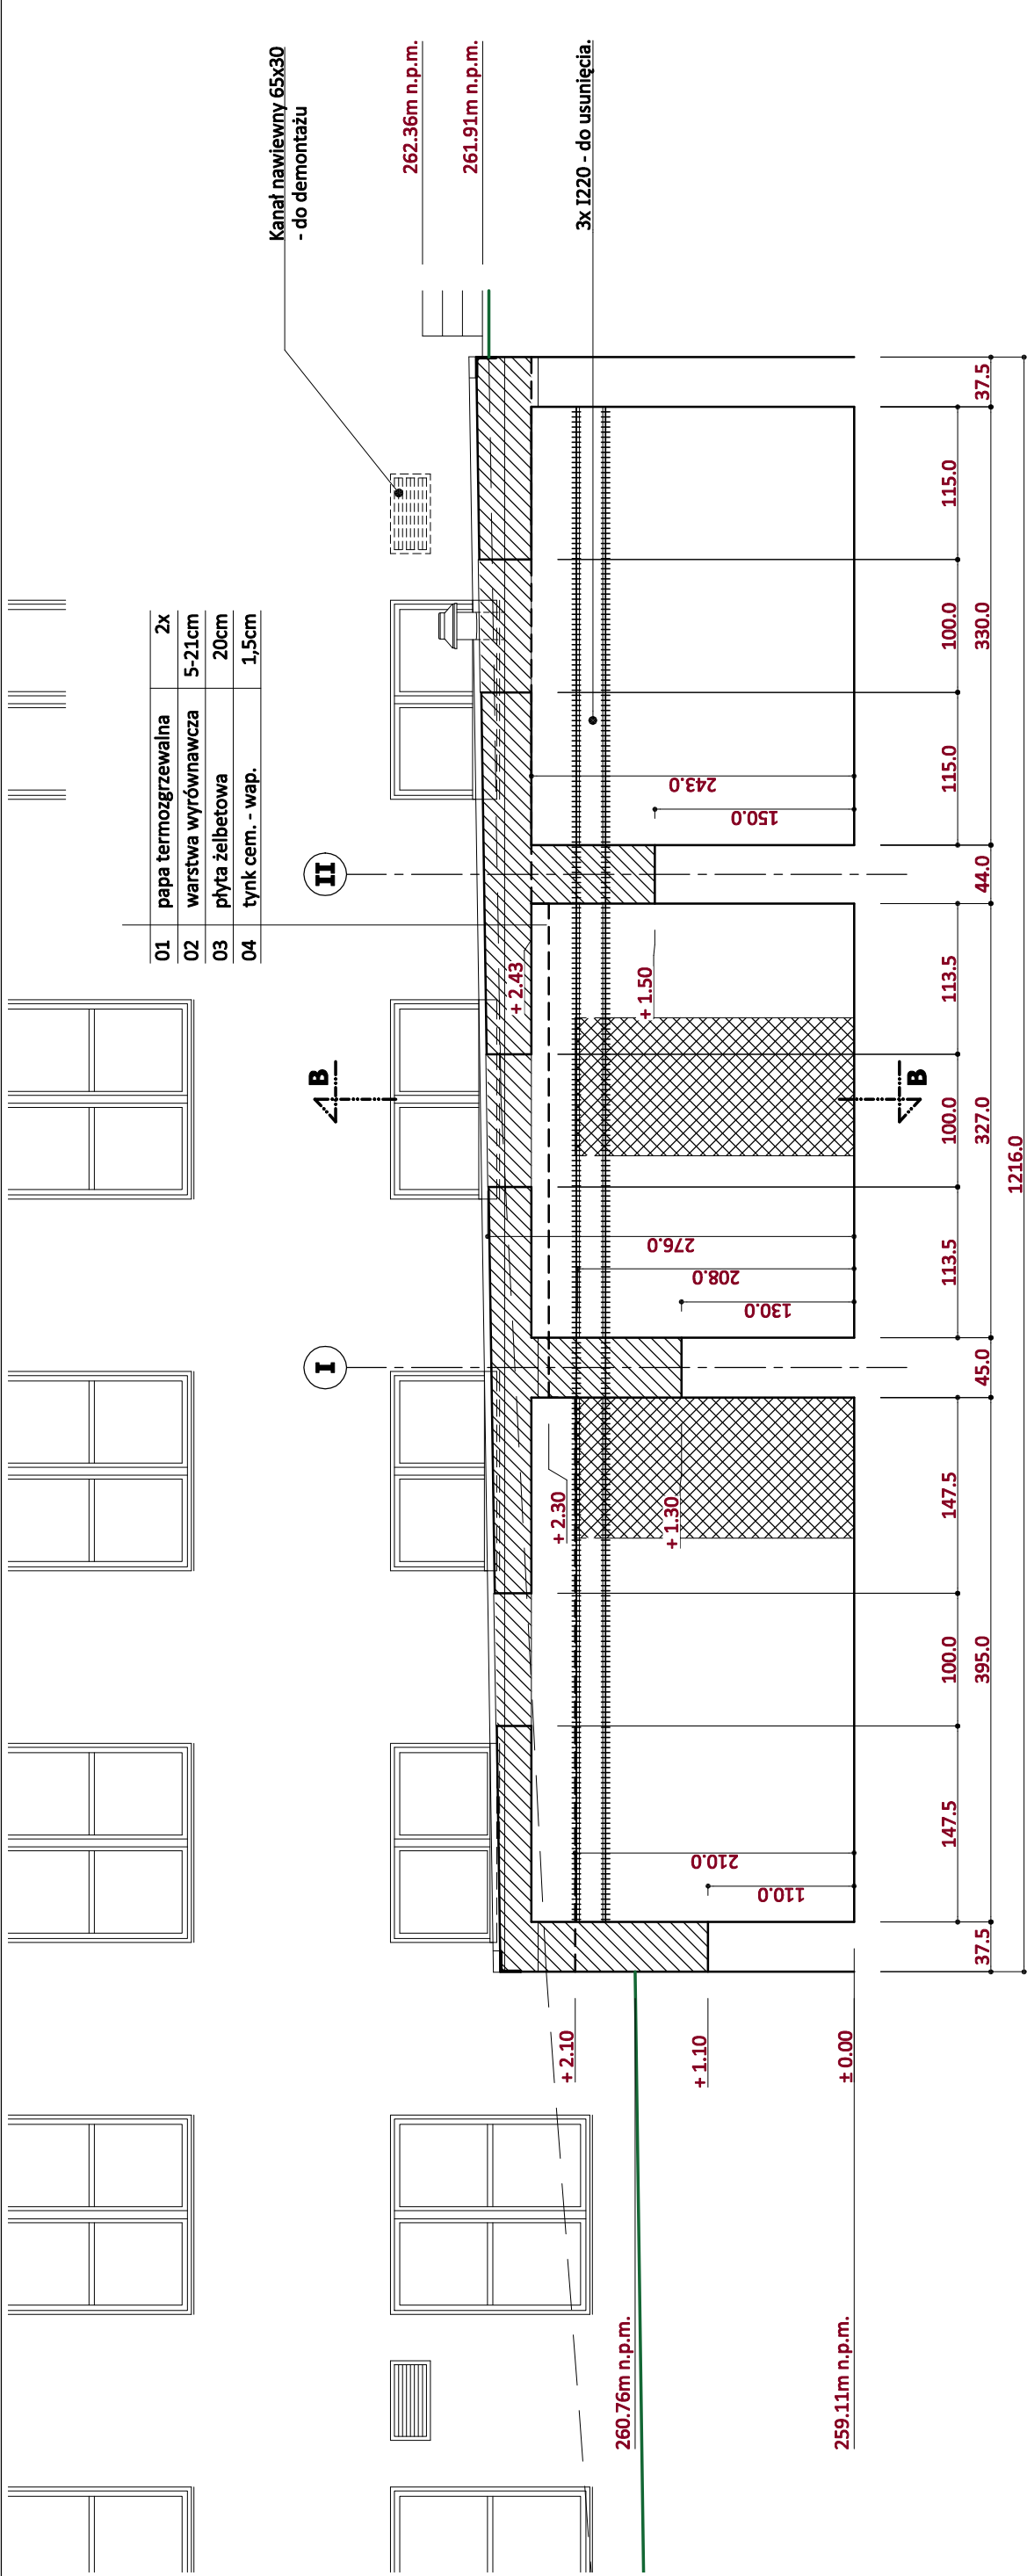 Kanał nawiewny 65x30
- do demontażu
262.36m n.p.m.
261.91m n.p.m.
3x I220 - do usunięcia.
01 papa termozgrzewalna 2x
02 warstwa wyrównawcza 5-21cm
03 płyta żelbetowa 20cm
04 tynk cem. - wap. 1,5cm
I
II
B
B
+ 2.43
+ 1.50
+ 2.30
+ 1.30
+ 2.10
+ 1.10
± 0.00
260.76m n.p.m.
259.11m n.p.m.
210.0
110.0
276.0
208.0
130.0
243.0
150.0
147.5
100.0
147.5
113.5
100.0
113.5
115.0
100.0
115.0
37.5
395.0
45.0
327.0
44.0
330.0
37.5
1216.0